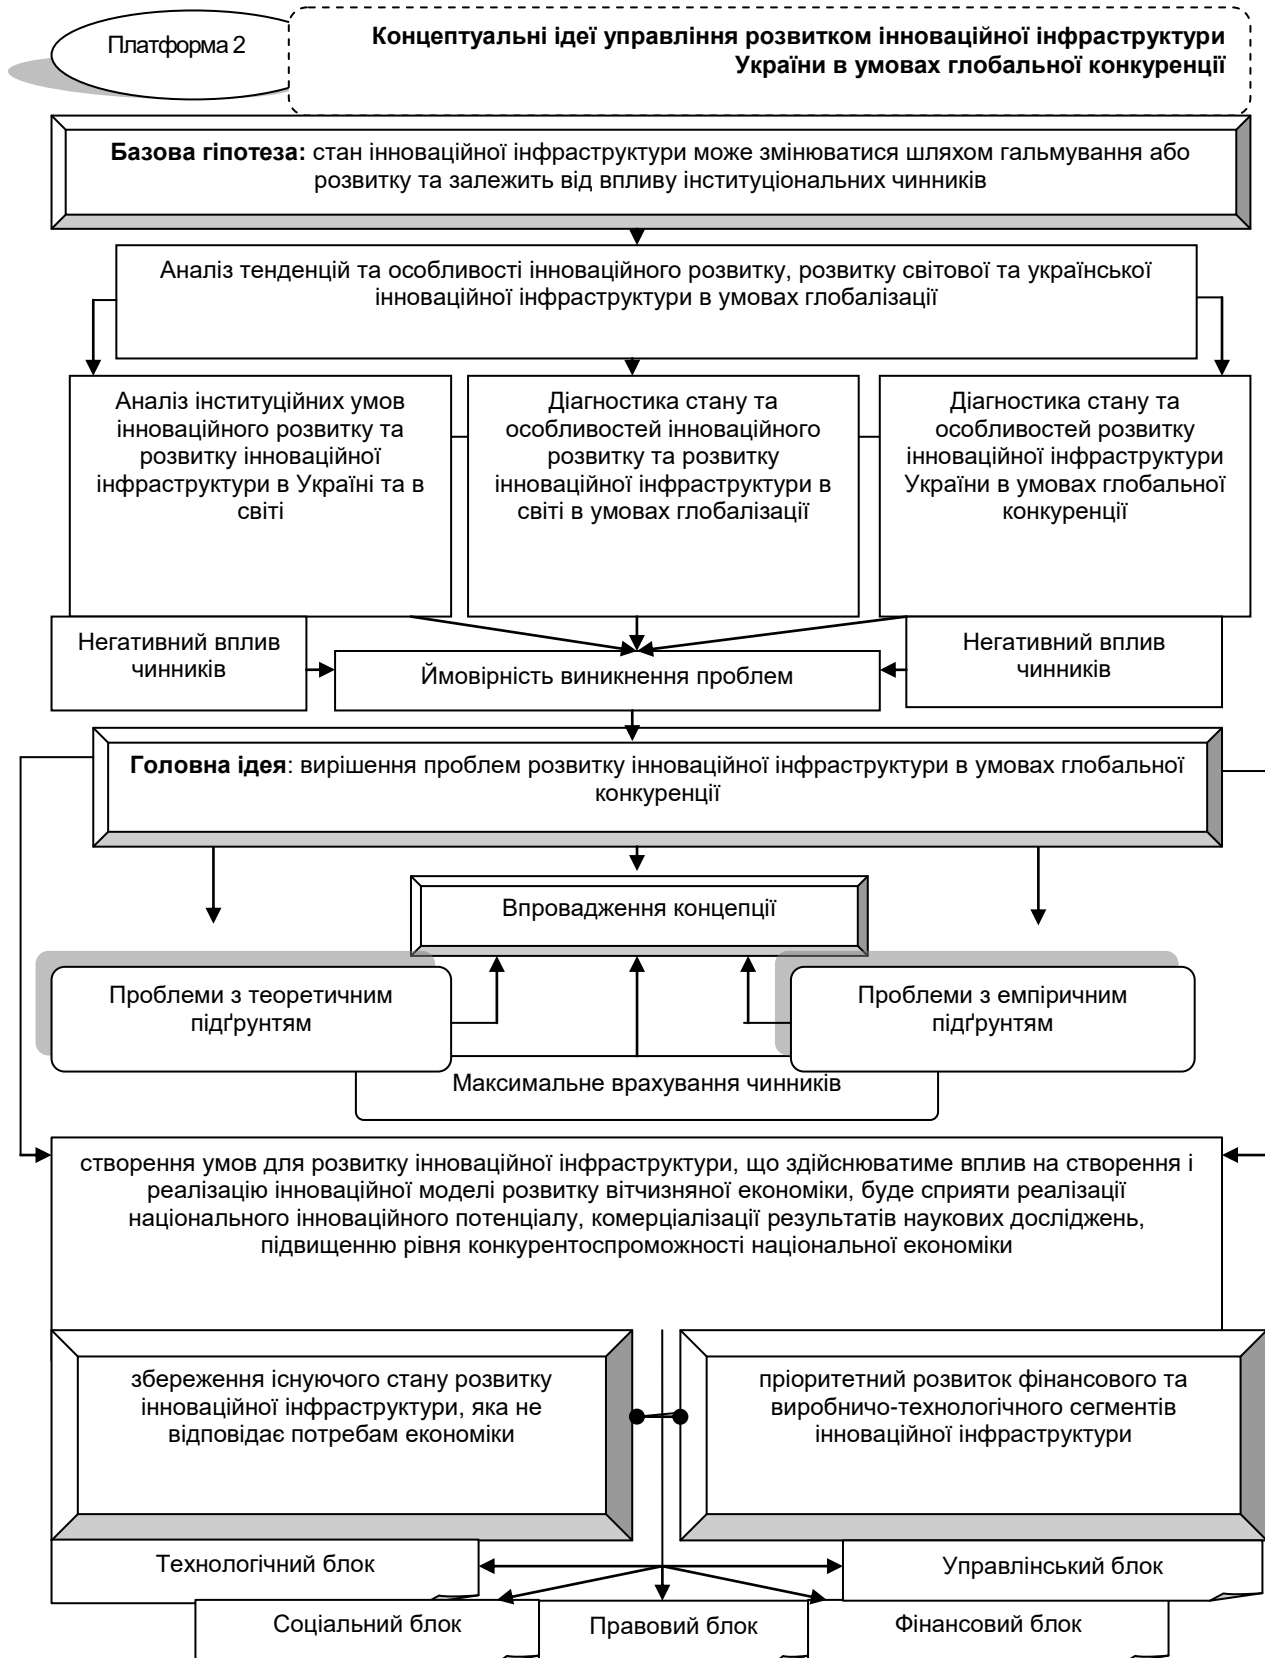 Платформа 2
Концептуальні ідеї управління розвитком інноваційної інфраструктури
України в умовах глобальної конкуренції
Базова гіпотеза: стан інноваційної інфраструктури може змінюватися шляхом гальмування або
розвитку та залежить від впливу інституціональних чинників
Аналіз тенденцій та особливості інноваційного розвитку, розвитку світової та української
інноваційної інфраструктури в умовах глобалізації
Аналіз інституційних умов
інноваційного розвитку та
розвитку інноваційної
інфраструктури в Україні та в
світі
Діагностика стану та
особливостей інноваційного
розвитку та розвитку
інноваційної інфраструктури в
світі в умовах глобалізації
Діагностика стану та
особливостей розвитку
інноваційної інфраструктури
України в умовах глобальної
конкуренції
Негативний вплив
чинників
Ймовірність виникнення проблем
Негативний вплив
чинників
Головна ідея: вирішення проблем розвитку інноваційної інфраструктури в умовах глобальної
конкуренції
Впровадження концепції
Проблеми з теоретичним
підґрунтям
Проблеми з емпіричним
підґрунтям
Максимальне врахування чинників
створення умов для розвитку інноваційної інфраструктури, що здійснюватиме вплив на створення і
реалізацію інноваційної моделі розвитку вітчизняної економіки, буде сприяти реалізації
національного інноваційного потенціалу, комерціалізації результатів наукових досліджень,
підвищенню рівня конкурентоспроможності національної економіки
збереження існуючого стану розвитку
інноваційної інфраструктури, яка не
відповідає потребам економіки
пріоритетний розвиток фінансового та
виробничо-технологічного сегментів
інноваційної інфраструктури
Технологічний блок
Управлінський блок
Соціальний блок
Правовий блок
Фінансовий блок